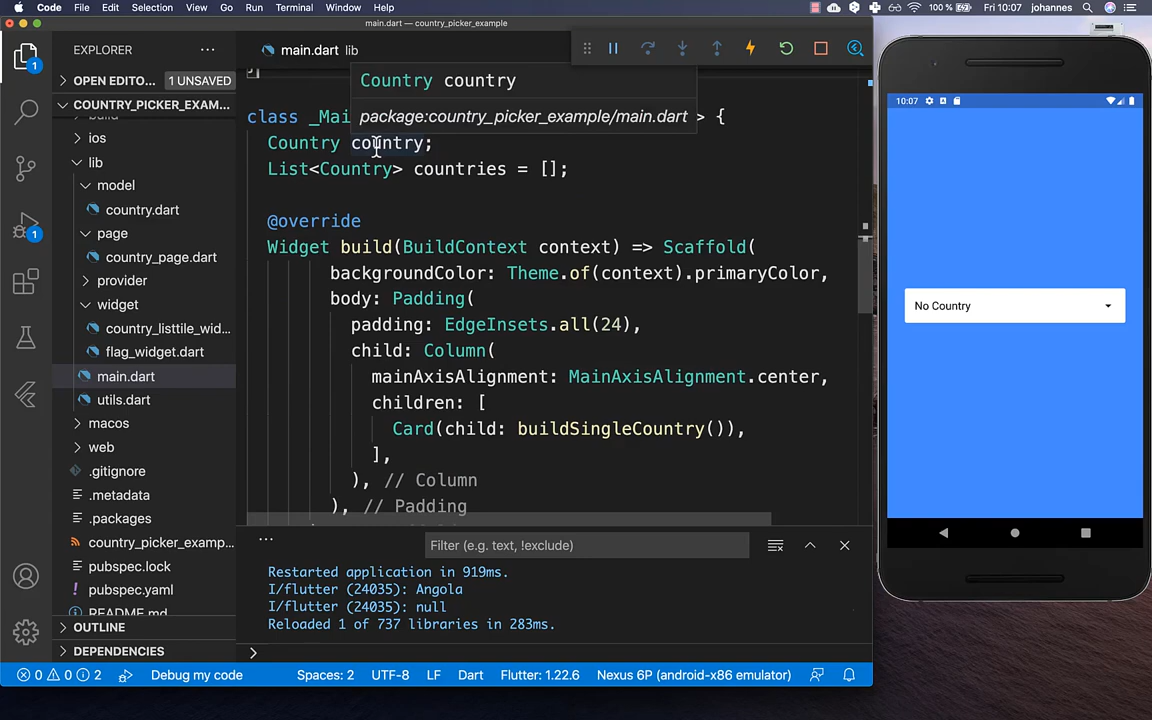 Code File Edit Selection View Go Run Terminal Window Help
100 % Fri 10:07 johannes
main.dart — country_picker_example
EXPLORER
OPEN EDITO... 1 UNSAVED
COUNTRY_PICKER_EXAM...
build
ios
lib
model
country.dart
page
country_page.dart
provider
widget
country_listtile_wid...
flag_widget.dart
main.dart
utils.dart
macos
web
.gitignore
.metadata
.packages
country_picker_examp...
pubspec.lock
pubspec.yaml
README.md
OUTLINE
DEPENDENCIES
1
1
main.dart lib
Country country
package:country_picker_example/main.dart
class _Mai > {
Country country;
List<Country> countries = [];
@override
Widget build(BuildContext context) => Scaffold(
backgroundColor: Theme.of(context).primaryColor,
body: Padding(
padding: EdgeInsets.all(24),
child: Column(
mainAxisAlignment: MainAxisAlignment.center,
children: [
Card(child: buildSingleCountry()),
],
), // Column
), // Padding
... Filter (e.g. text, !exclude)
Restarted application in 919ms.
I/flutter (24035): Angola
I/flutter (24035): null
Reloaded 1 of 737 libraries in 283ms.
>
0 0 2 Debug my code Spaces: 2 UTF-8 LF Dart Flutter: 1.22.6 Nexus 6P (android-x86 emulator)
10:07
No Country